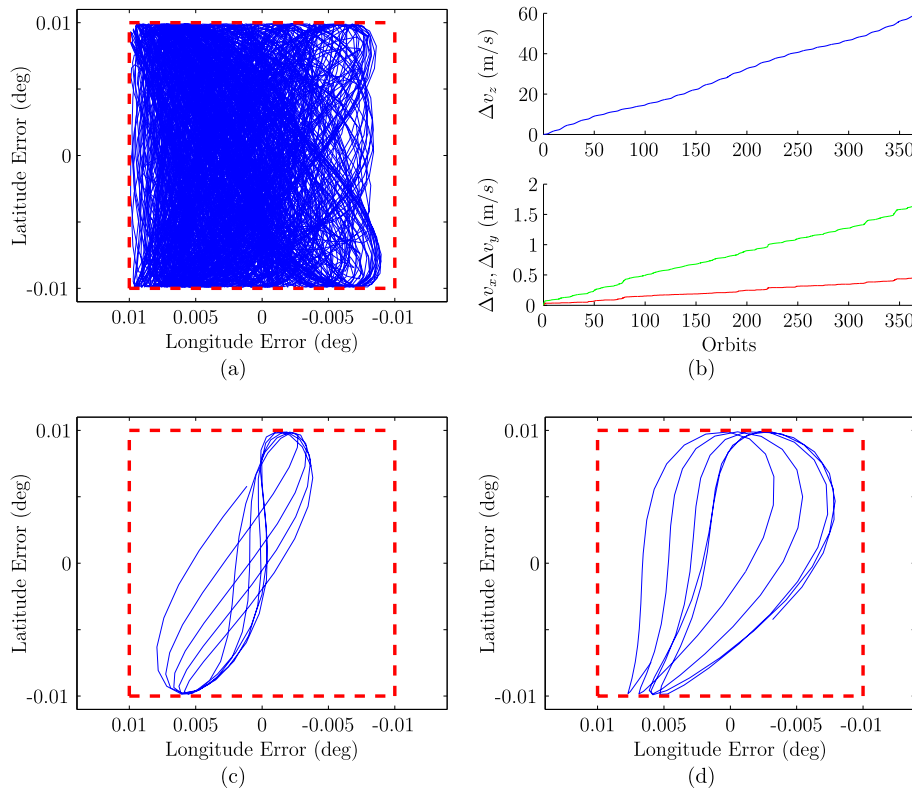 0.01
0
-0.01
Latitude Error (deg)
0.01 0.005 0 -0.005 -0.01
Longitude Error (deg)
(a)
60
40
20
0
Δv_z (m/s)
0 50 100 150 200 250 300 350
2
1.5
1
0.5
0
Δv_x, Δv_y (m/s)
0 50 100 150 200 250 300 350
Orbits
(b)
0.01
0
-0.01
Latitude Error (deg)
0.01 0.005 0 -0.005 -0.01
Longitude Error (deg)
(c)
0.01
0
-0.01
Latitude Error (deg)
0.01 0.005 0 -0.005 -0.01
Longitude Error (deg)
(d)